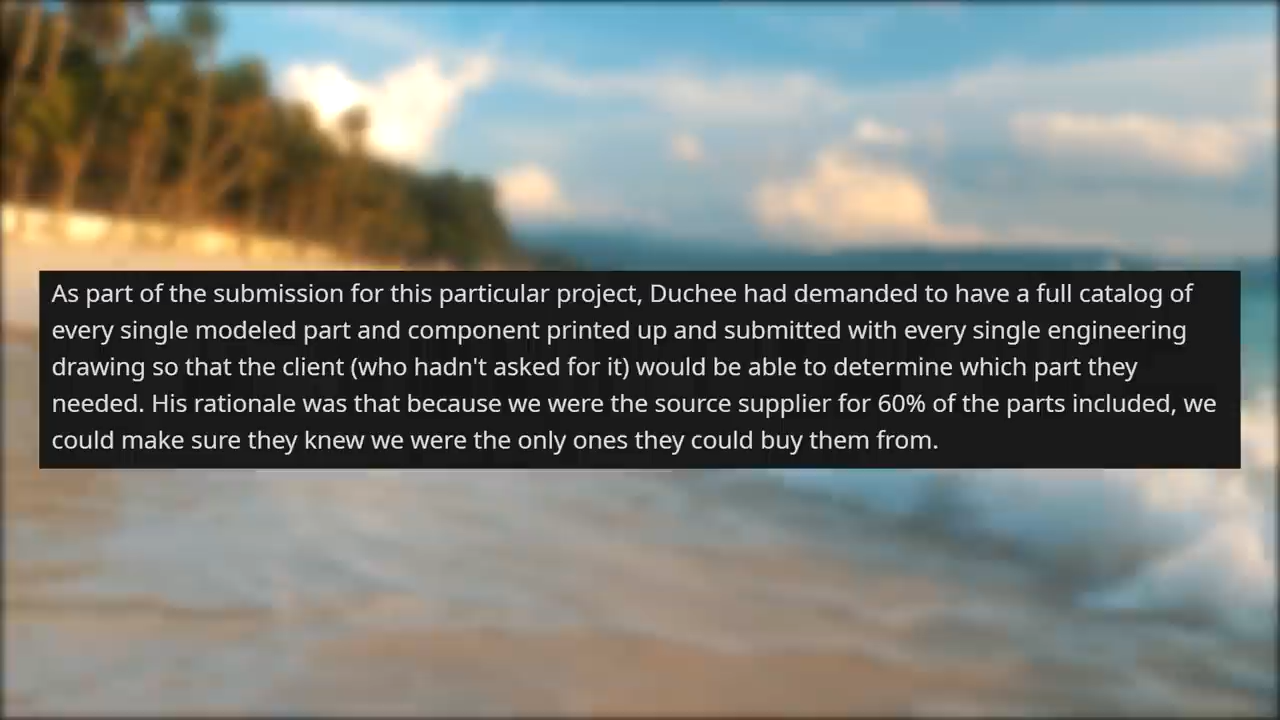 As part of the submission for this particular project, Duchee had demanded to have a full catalog of
every single modeled part and component printed up and submitted with every single engineering
drawing so that the client (who hadn't asked for it) would be able to determine which part they
needed. His rationale was that because we were the source supplier for 60% of the parts included, we
could make sure they knew we were the only ones they could buy them from.